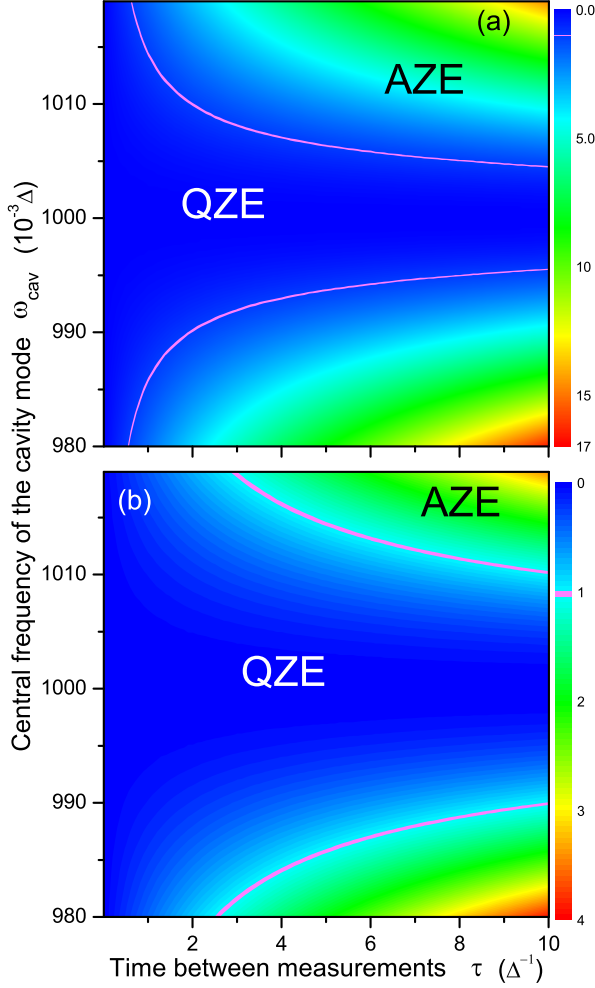 (a)
AZE
QZE
1010
1000
990
980
0.0
5.0
10
15
17
Central frequency of the cavity mode ω_cav (10⁻³Δ)
(b)
AZE
QZE
1010
1000
990
980
0
1
2
3
4
2 4 6 8 10
Time between measurements τ (Δ⁻¹)